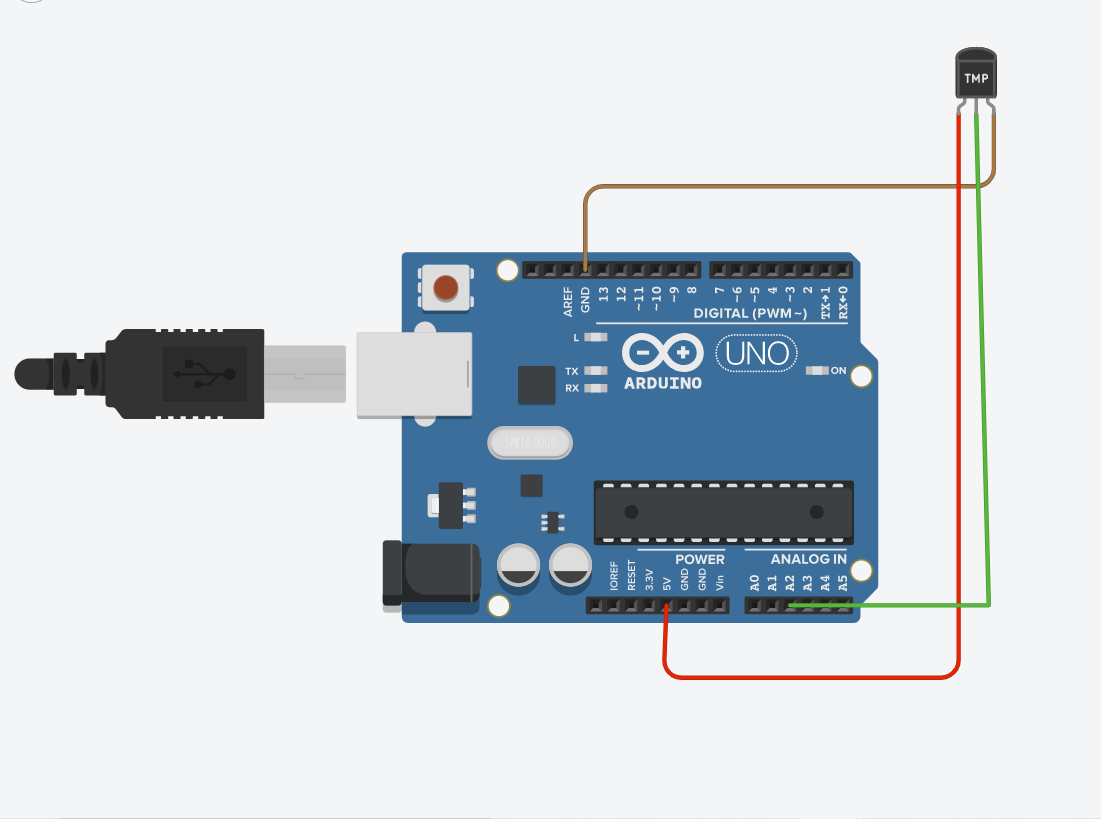 TMP
AREF
GND
13
12
~11
~10
~9
8
7
~6
~5
4
~3
2
TX→1
RX←0
DIGITAL (PWM~)
L
TX
RX
ARDUINO
UNO
ON
SPK16.000G
POWER
ANALOG IN
IOREF
RESET
3.3V
5V
GND
GND
Vin
A0
A1
A2
A3
A4
A5